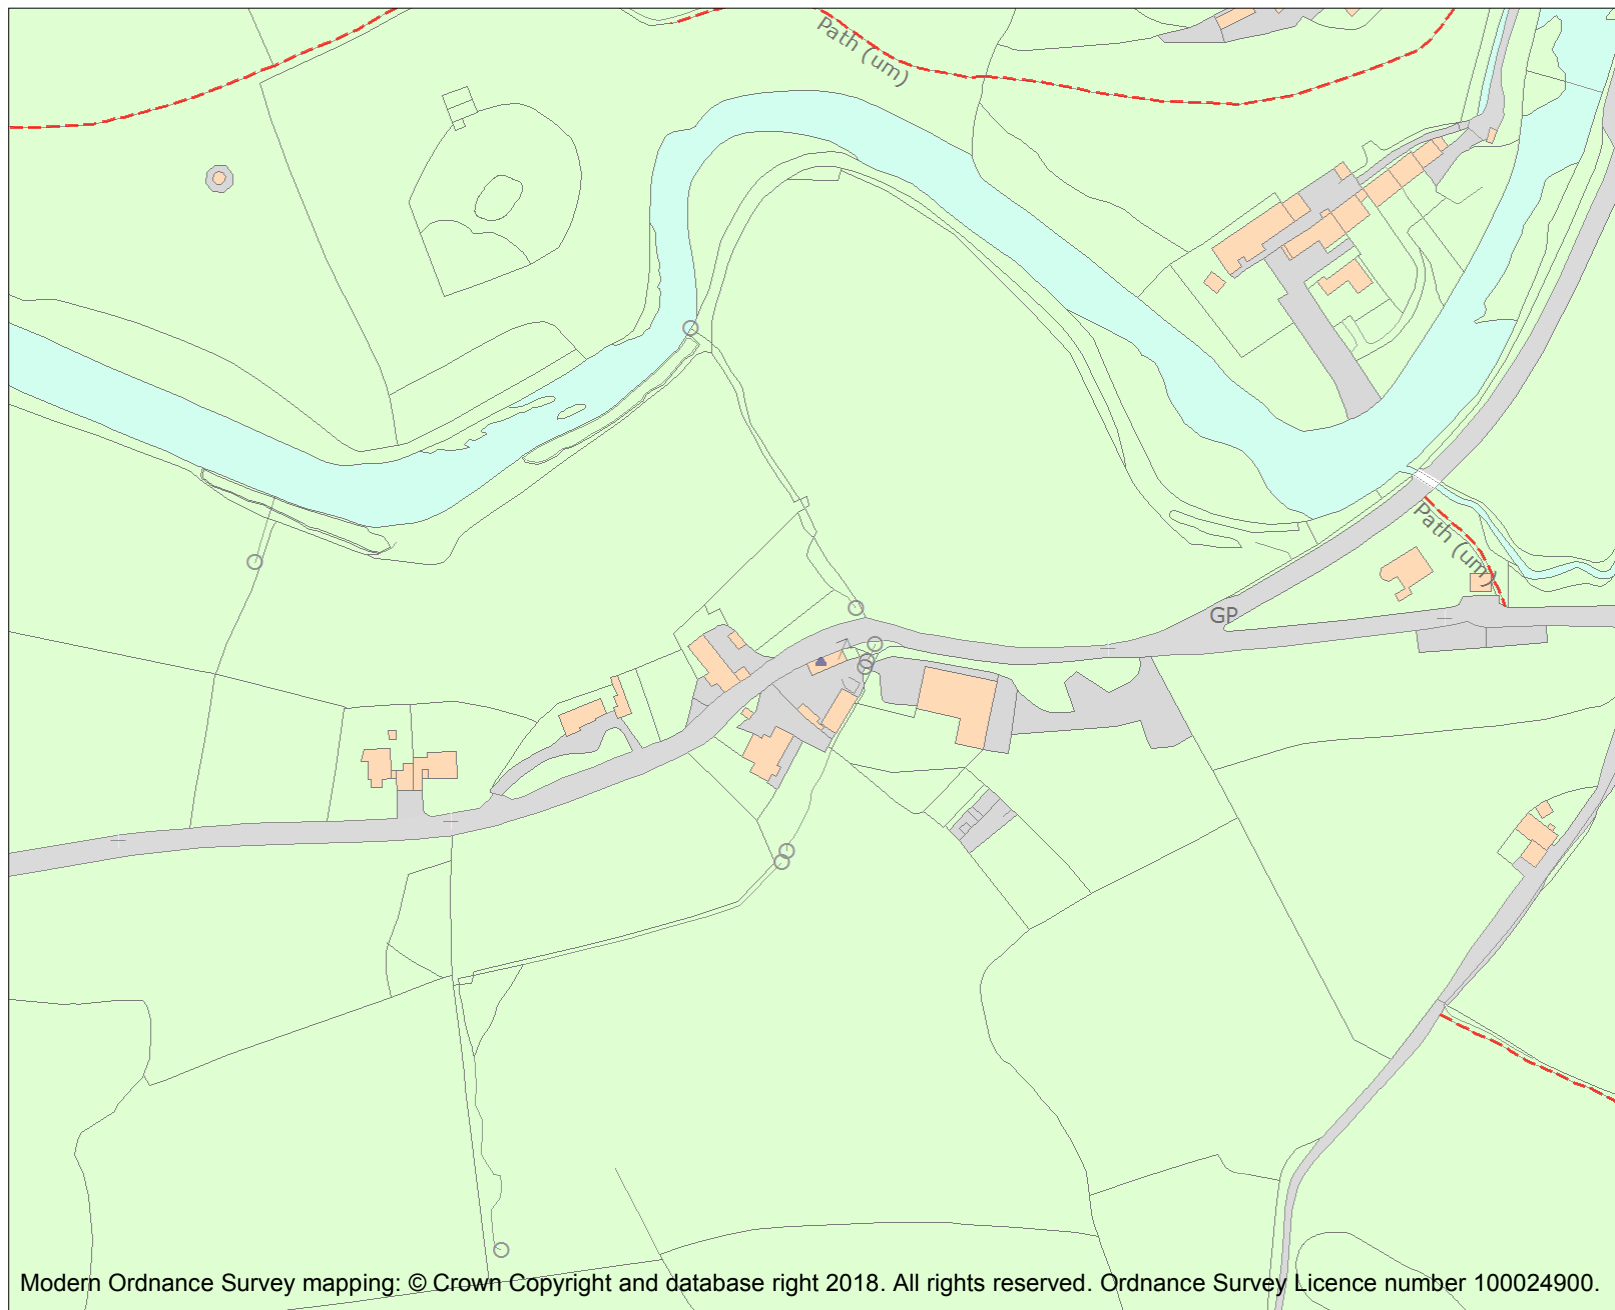 Path (um)
Path (um)
GP
Modern Ordnance Survey mapping: © Crown Copyright and database right 2018. All rights reserved. Ordnance Survey Licence number 100024900.